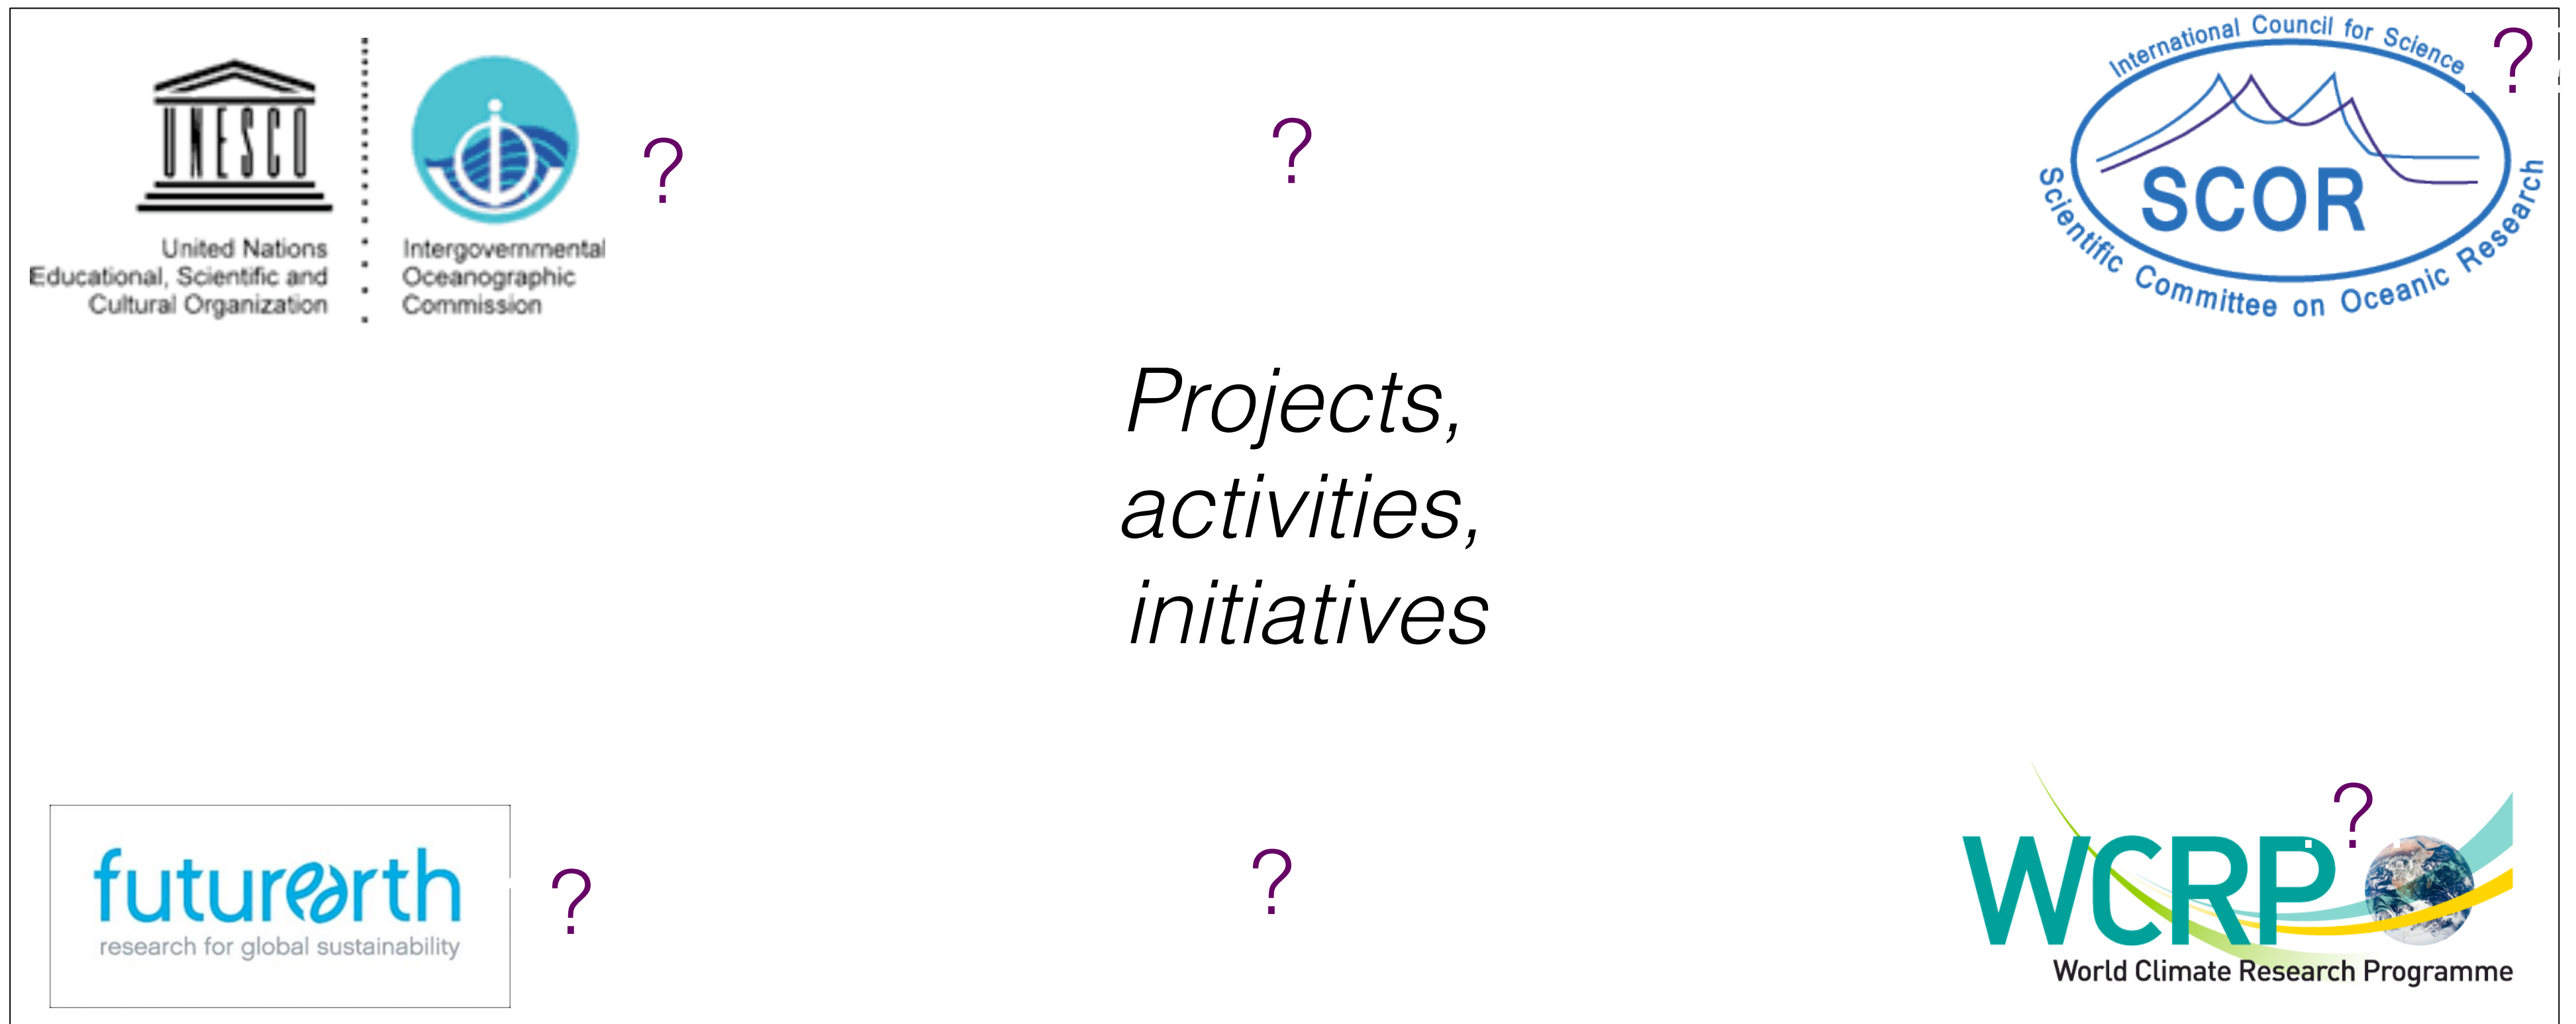 UNESCO
United Nations
Educational, Scientific and
Cultural Organization
Intergovernmental
Oceanographic
Commission
?
?
International Council for Science
SCOR
Scientific Committee on Oceanic Research
?
Projects,
activities,
initiatives
futurearth
research for global sustainability
?
?
?
WCRP
World Climate Research Programme